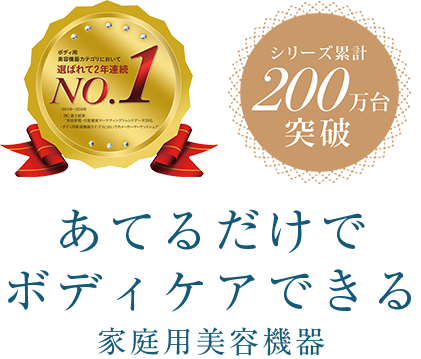 ボディ用
美容機器カテゴリにおいて
選ばれて2年連続
NO.1
シリーズ累計
200万台
突破
あてるだけで
ボディケアできる
家庭用美容機器